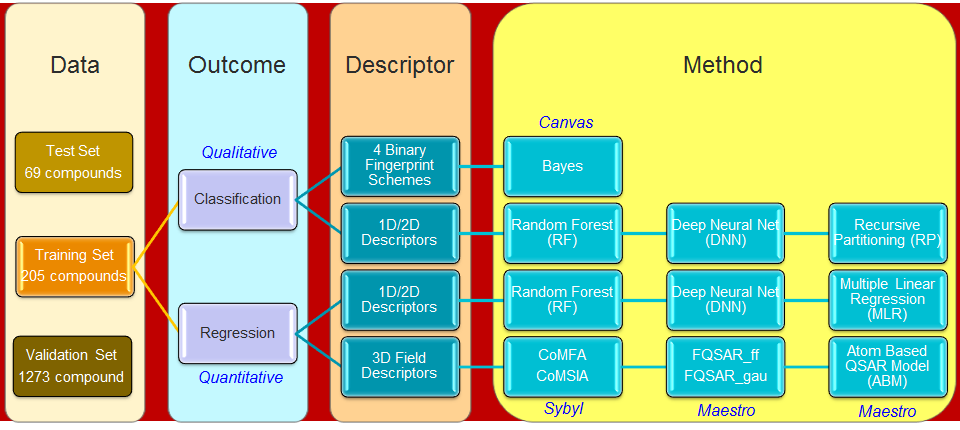 Data
Outcome
Descriptor
Method
Test Set
69 compounds
Training Set
205 compounds
Validation Set
1273 compound
Qualitative
Classification
Regression
Quantitative
4 Binary
Fingerprint
Schemes
1D/2D
Descriptors
1D/2D
Descriptors
3D Field
Descriptors
Canvas
Bayes
Random Forest
(RF)
Deep Neural Net
(DNN)
Recursive
Partitioning (RP)
Random Forest
(RF)
Deep Neural Net
(DNN)
Multiple Linear
Regression
(MLR)
CoMFA
CoMSIA
Sybyl
FQSAR_ff
FQSAR_gau
Maestro
Atom Based
QSAR Model
(ABM)
Maestro